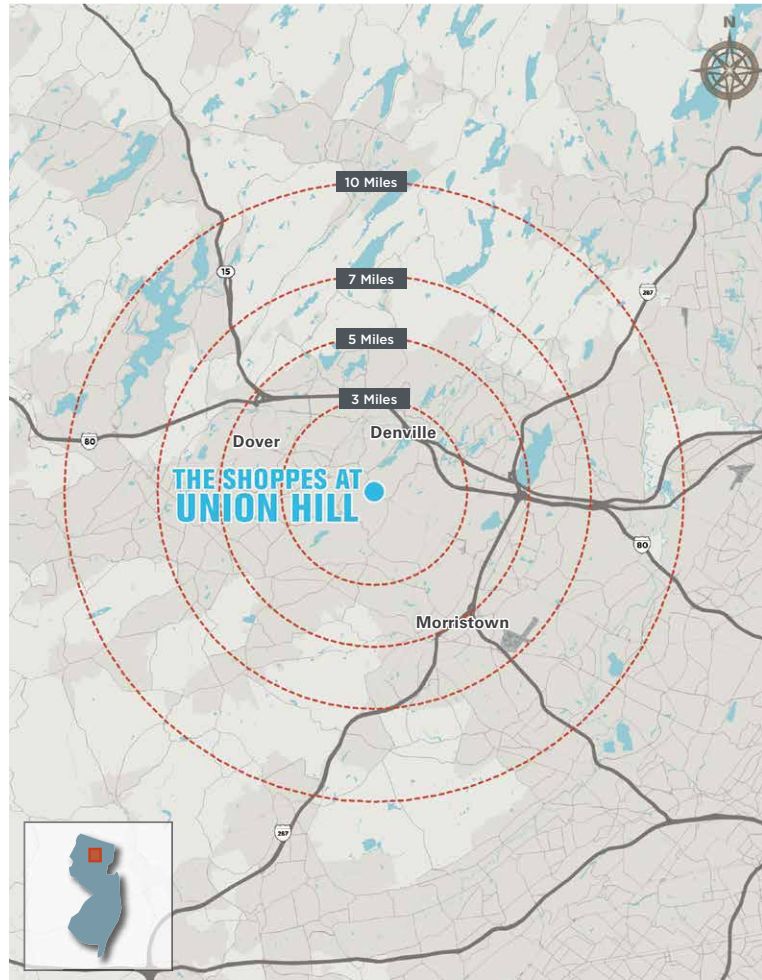 N
10 Miles
15
7 Miles
287
5 Miles
3 Miles
80
Dover
Denville
THE SHOPPES AT
UNION HILL
80
Morristown
287